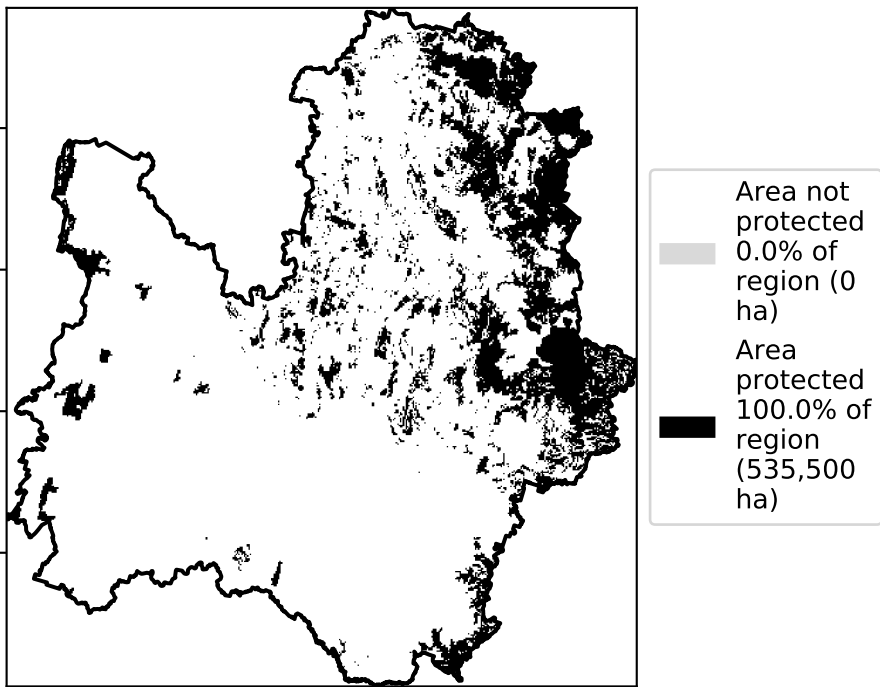 Area not
protected
0.0% of
region (0
ha)
Area
protected
100.0% of
region
(535,500
ha)